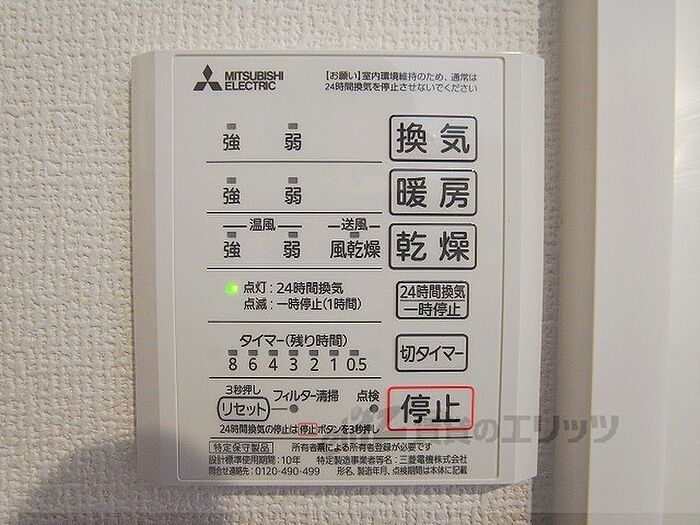 MITSUBISHI
ELECTRIC
【お願い】室内環境維持のため、通常は
24時間換気を停止させないでください
強 弱 換気
強 弱 暖房
温風 送風
強 弱 風乾燥 乾燥
点灯:24時間換気
点滅:一時停止(1時間)
24時間換気
一時停止
タイマー(残り時間)
8 6 4 3 2 1 0.5
切タイマー
3秒押し
リセット フィルター清掃 点検 停止
24時間換気の停止は停止ボタンを3秒押し
特定保守製品 所有者票による所有者登録が必要です
設計標準使用期間:10年 特定製造事業者等名:三菱電機株式会社
問合せ連絡先:0120-490-499 形名、製造年月、点検期間は本体に記載
のエリッツ